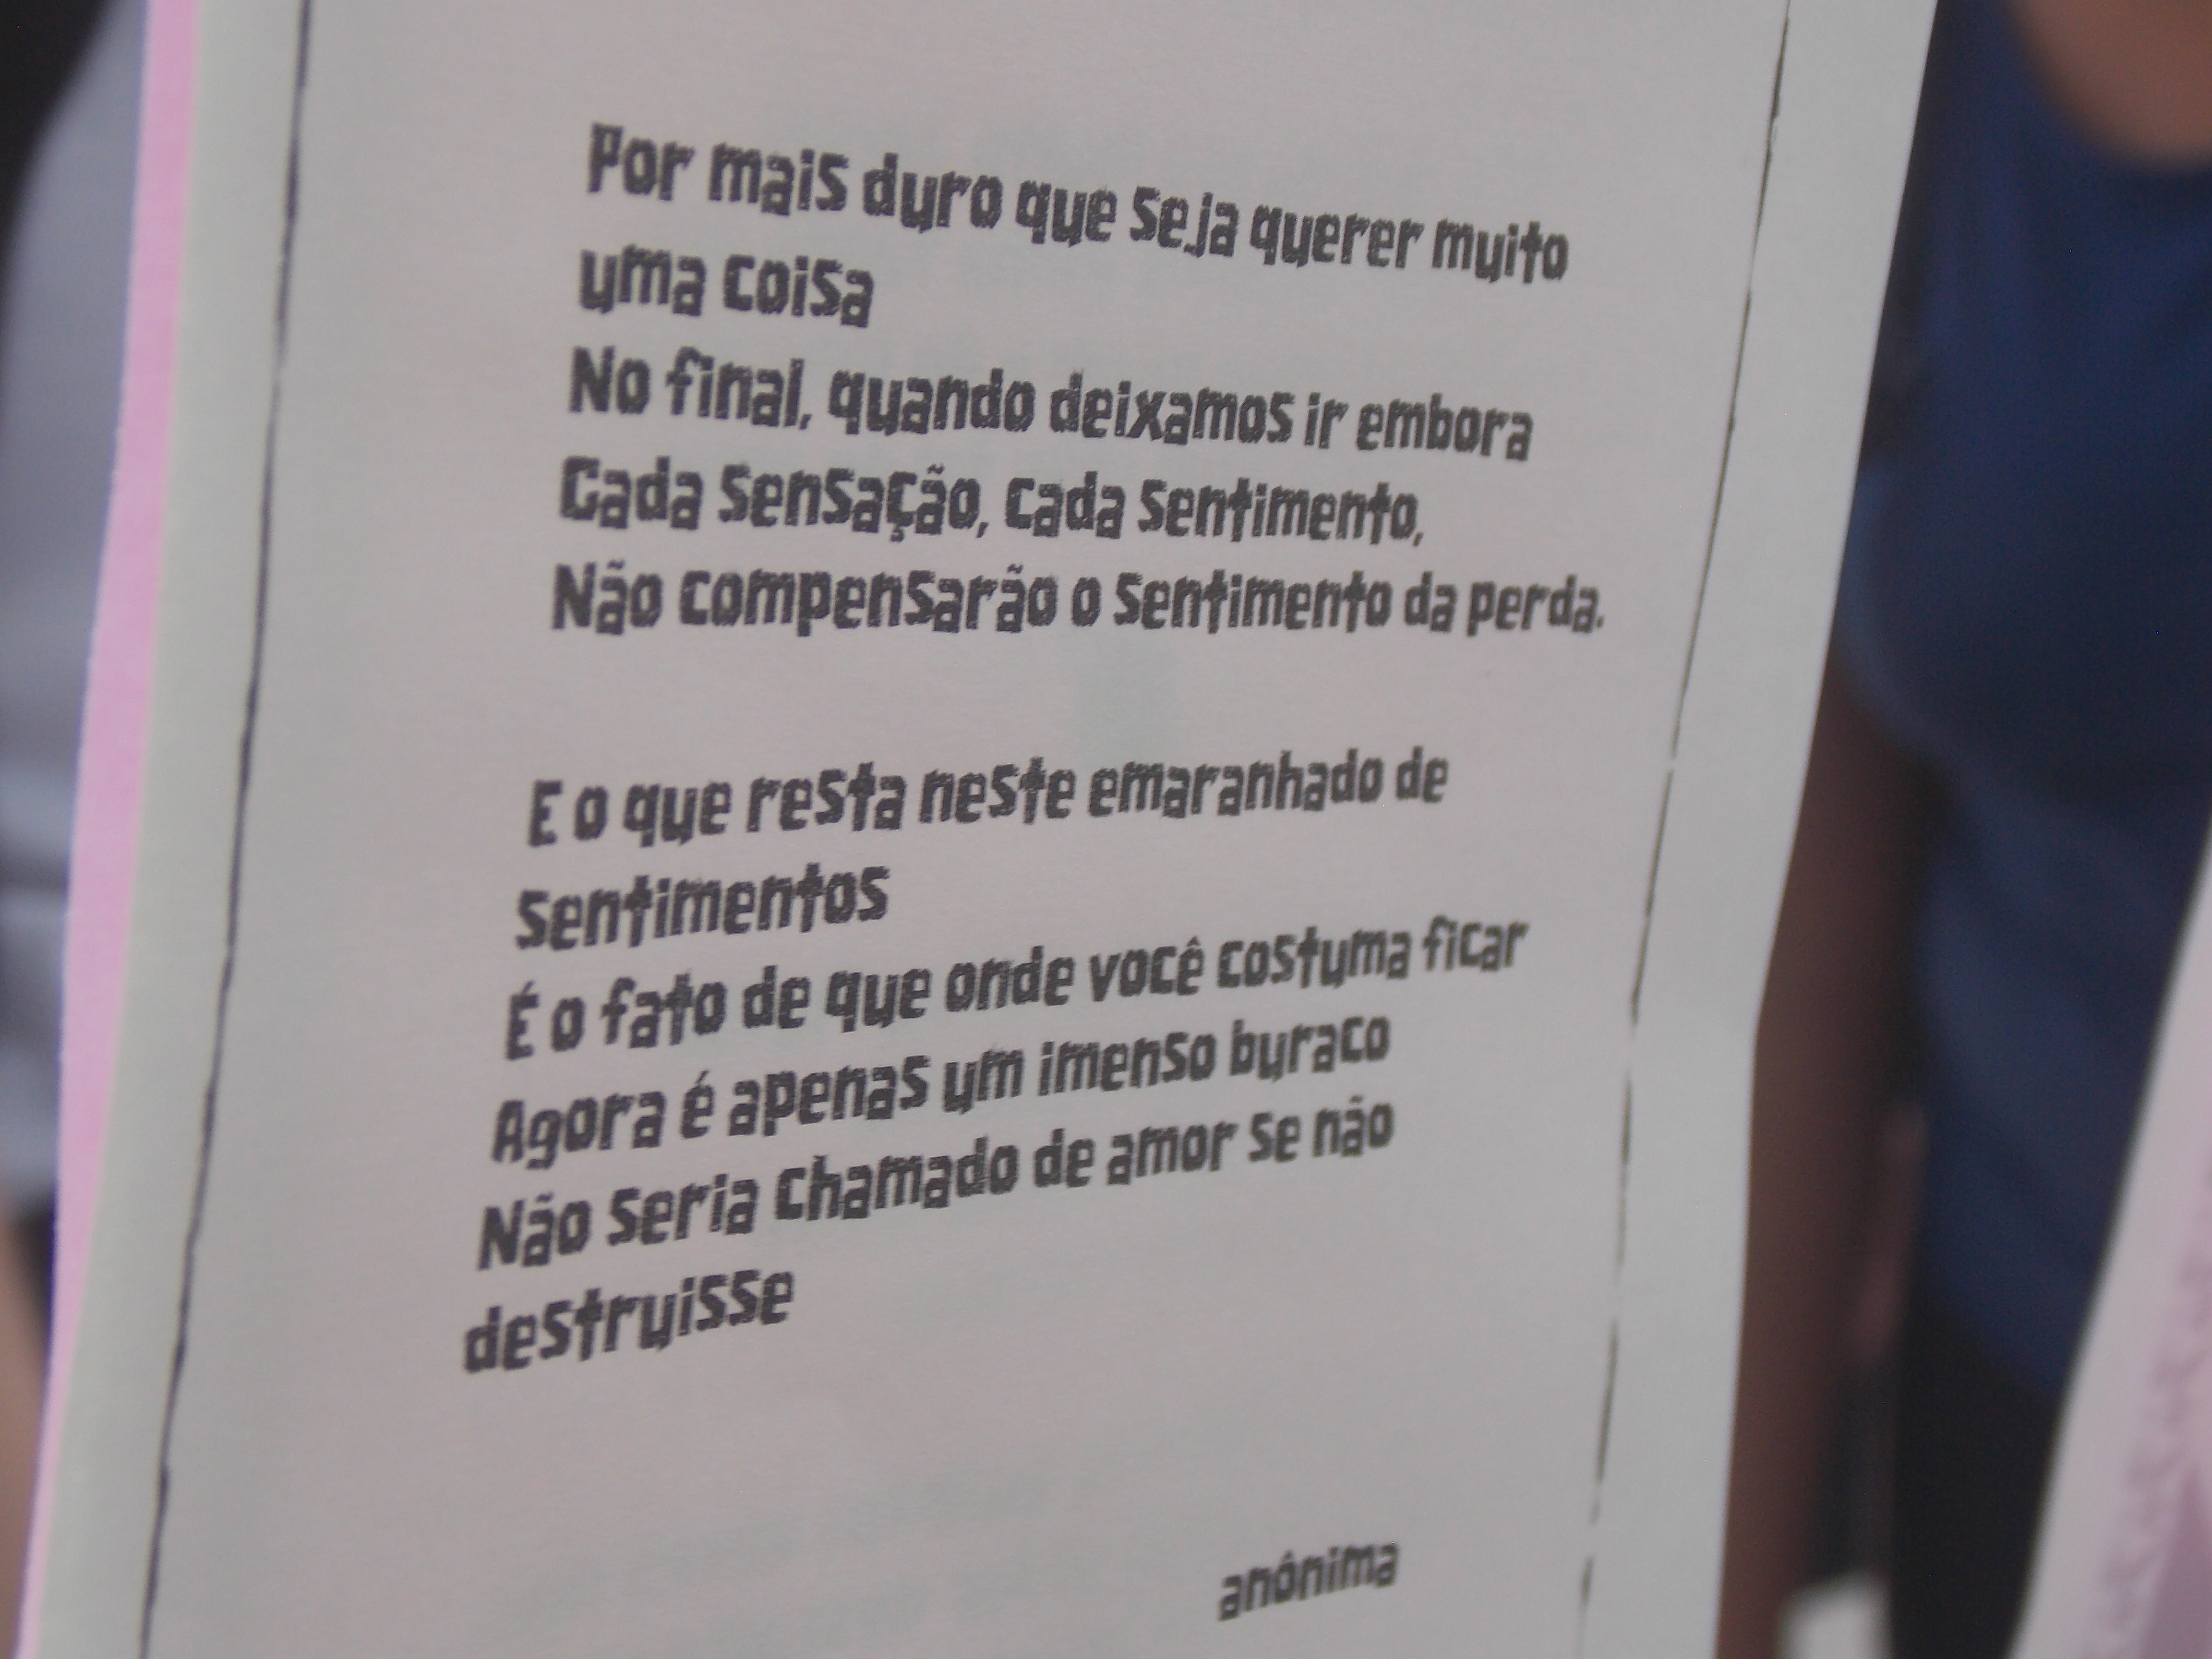 Por mais duro que seja querer muito
uma coisa
No final, quando deixamos ir embora
Cada sensação, cada sentimento,
Não compensarão o sentimento da perda.
E o que resta neste emaranhado de
sentimentos
É o fato de que onde você costuma ficar
Agora é apenas um imenso buraco
Não seria chamado de amor se não
destruisse
anônima